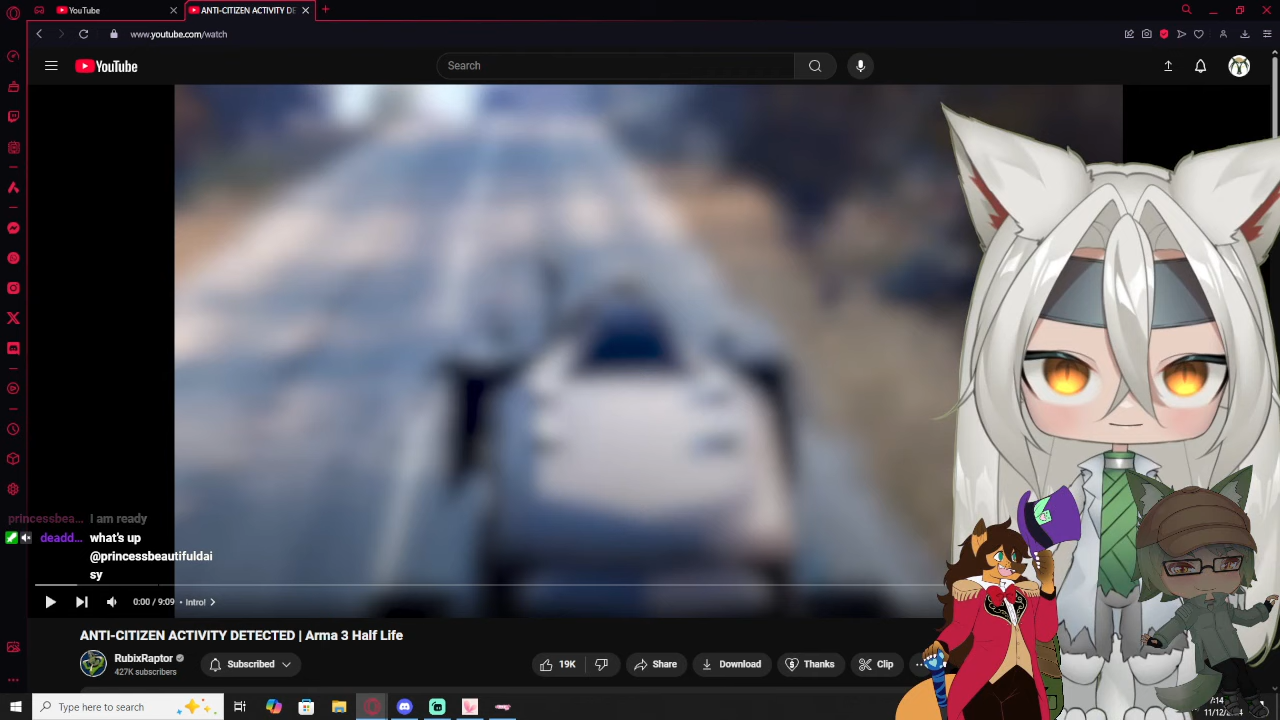 YouTube
ANTI-CITIZEN ACTIVITY DE
www.youtube.com/watch
YouTube
Search
princessbea... I am ready
deadd... what's up
@princessbeautifuldai
sy
0:00 / 9:09 • Intro!
ANTI-CITIZEN ACTIVITY DETECTED | Arma 3 Half Life
RubixRaptor
427K subscribers
Subscribed
19K
Share
Download
Thanks
Clip
Type here to search